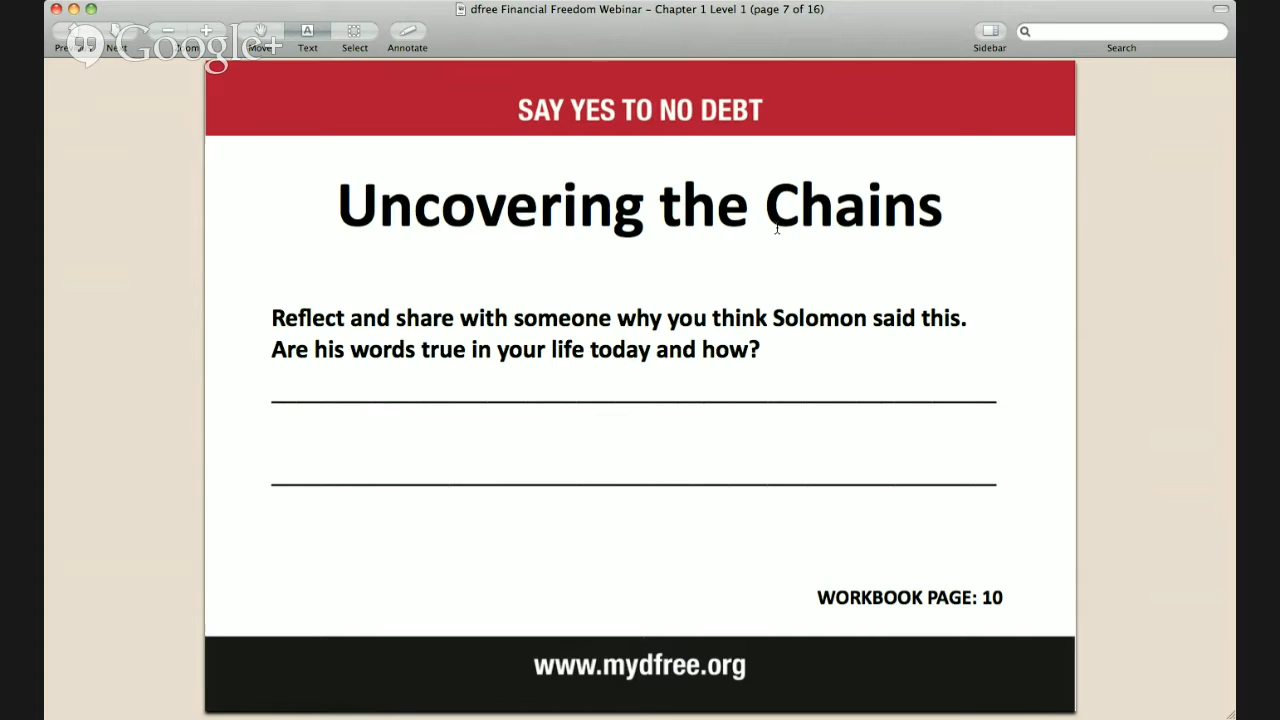 dfree Financial Freedom Webinar – Chapter 1 Level 1 (page 7 of 16)
Google+
Move Text Select Annotate Sidebar Search
SAY YES TO NO DEBT
Uncovering the Chains
Reflect and share with someone why you think Solomon said this.
Are his words true in your life today and how?
WORKBOOK PAGE: 10
www.mydfree.org